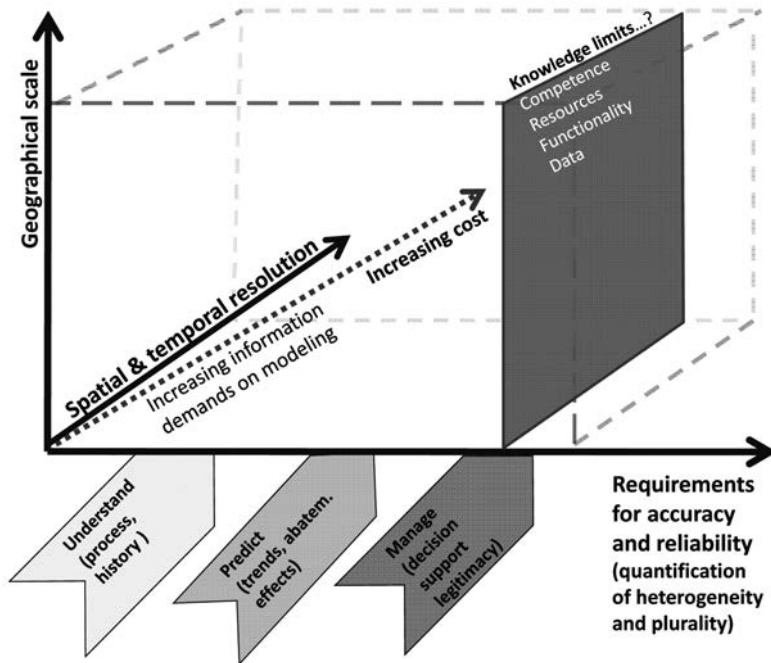 Geographical scale
Knowledge limits...?
Competence
Resources
Functionality
Data
Spatial & temporal resolution
Increasing cost
Increasing information
demands on modeling
Understand
(process,
history )
Predict
(trends, abatem.
effects)
Manage
(decision
support
legitimacy)
Requirements
for accuracy
and reliability
(quantification
of heterogeneity
and plurality)